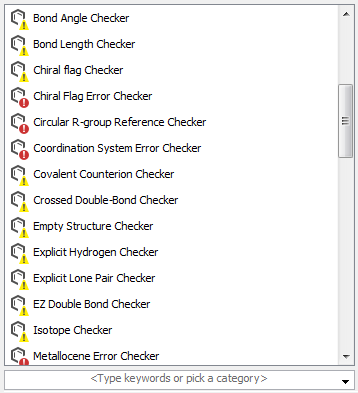 Bond Angle Checker
Bond Length Checker
Chiral flag Checker
Chiral Flag Error Checker
Circular R-group Reference Checker
Coordination System Error Checker
Covalent Counterion Checker
Crossed Double-Bond Checker
Empty Structure Checker
Explicit Hydrogen Checker
Explicit Lone Pair Checker
EZ Double Bond Checker
Isotope Checker
Metallocene Error Checker
<Type keywords or pick a category>